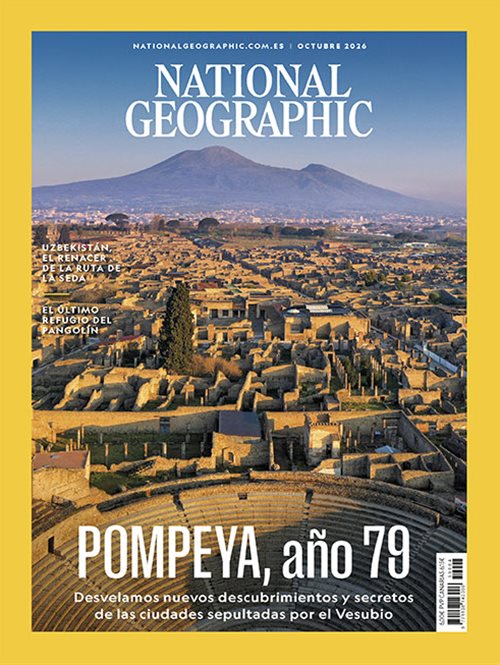 NATIONALGEOGRAPHIC.COM.ES | OCTUBRE 2026
NATIONAL
GEOGRAPHIC
UZBEKISTÁN,
EL RENACER
DE LA RUTA DE
LA SEDA
EL ÚLTIMO
REFUGIO DEL
PANGOLÍN
POMPEYA, año 79
Desvelamos nuevos descubrimientos y secretos
de las ciudades sepultadas por el Vesubio